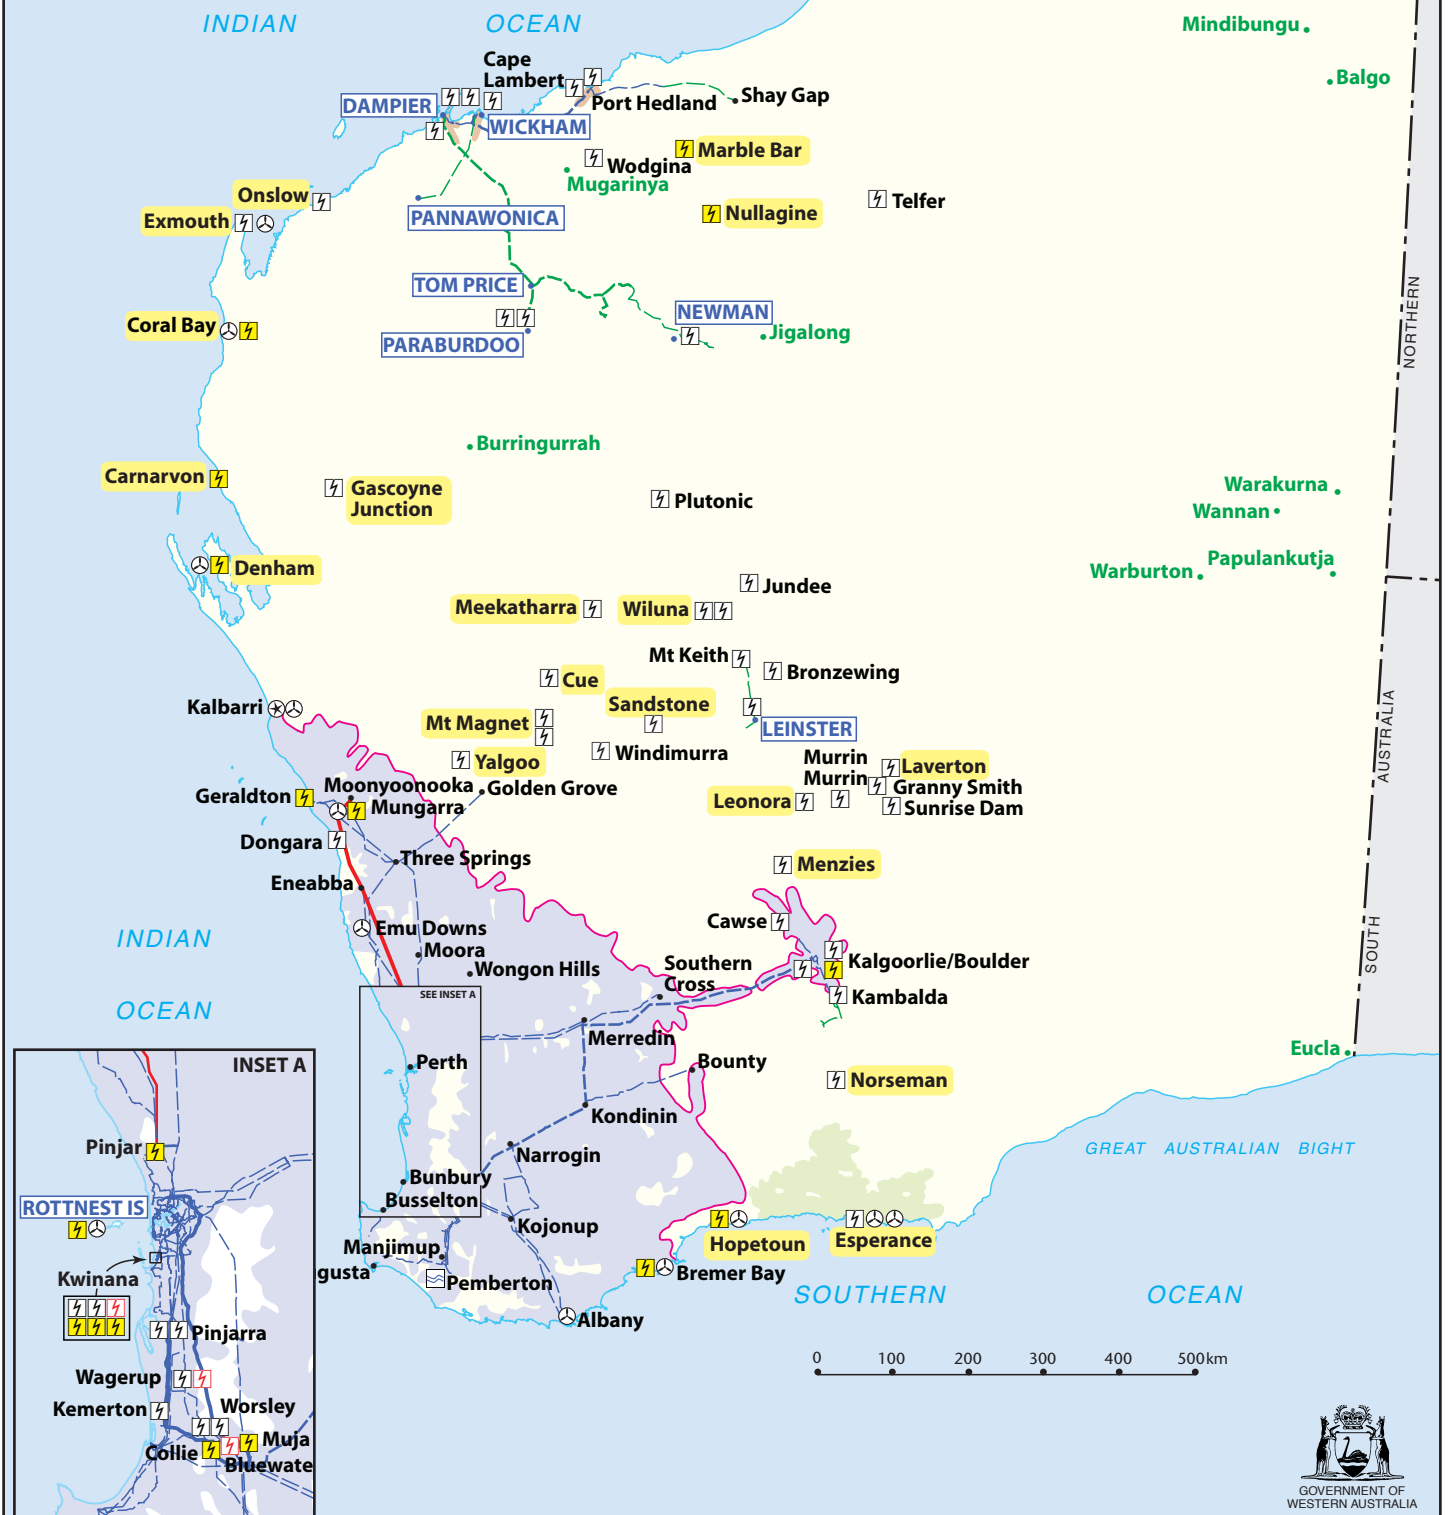 INDIAN OCEAN
Mindibungu
Balgo
Cape
Lambert
Port Hedland
Shay Gap
DAMPIER
WICKHAM
Marble Bar
Wodgina
Mugarinya
Onslow
Telfer
PANNAWONICA
Nullagine
Exmouth
TOM PRICE
NEWMAN
Coral Bay
Jigalong
PARABURDOO
NORTHERN
Burringurrah
Carnarvon
Gascoyne
Junction
Plutonic
Warakurna
Wannan
Denham
Papulankutja
Warburton
Jundee
Meekatharra
Wiluna
Mt Keith
Bronzewing
Cue
Sandstone
Kalbarri
Mt Magnet
LEINSTER
AUSTRALIA
Windimurra
Yalgoo
Murrin
Murrin
Laverton
Moonyoonooka
Golden Grove
Granny Smith
Geraldton
Mungarra
Leonora
Sunrise Dam
Dongara
Three Springs
Menzies
Eneabba
Cawse
Emu Downs
INDIAN
Moora
Wongon Hills
Southern
Cross
Kalgoorlie/Boulder
SOUTH
SEE INSET A
Kambalda
OCEAN
Merredin
Eucla
INSET A
Perth
Bounty
Norseman
Kondinin
Pinjar
Narrogin
GREAT AUSTRALIAN BIGHT
Bunbury
Busselton
ROTTNEST IS
Kojonup
Hopetoun
Esperance
Manjimup
gusta
Kwinana
Pemberton
Bremer Bay
SOUTHERN OCEAN
Albany
Pinjarra
0 100 200 300 400 500km
Wagerup
Kemerton
Worsley
Muja
Collie
Bluewate
GOVERNMENT OF
WESTERN AUSTRALIA